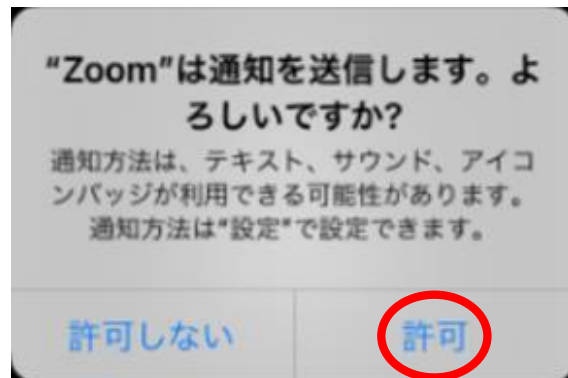 “Zoom”は通知を送信します。よ
ろしいですか?
通知方法は、テキスト、サウンド、アイコ
ンバッジが利用できる可能性があります。
通知方法は“設定”で設定できます。
許可しない
許可